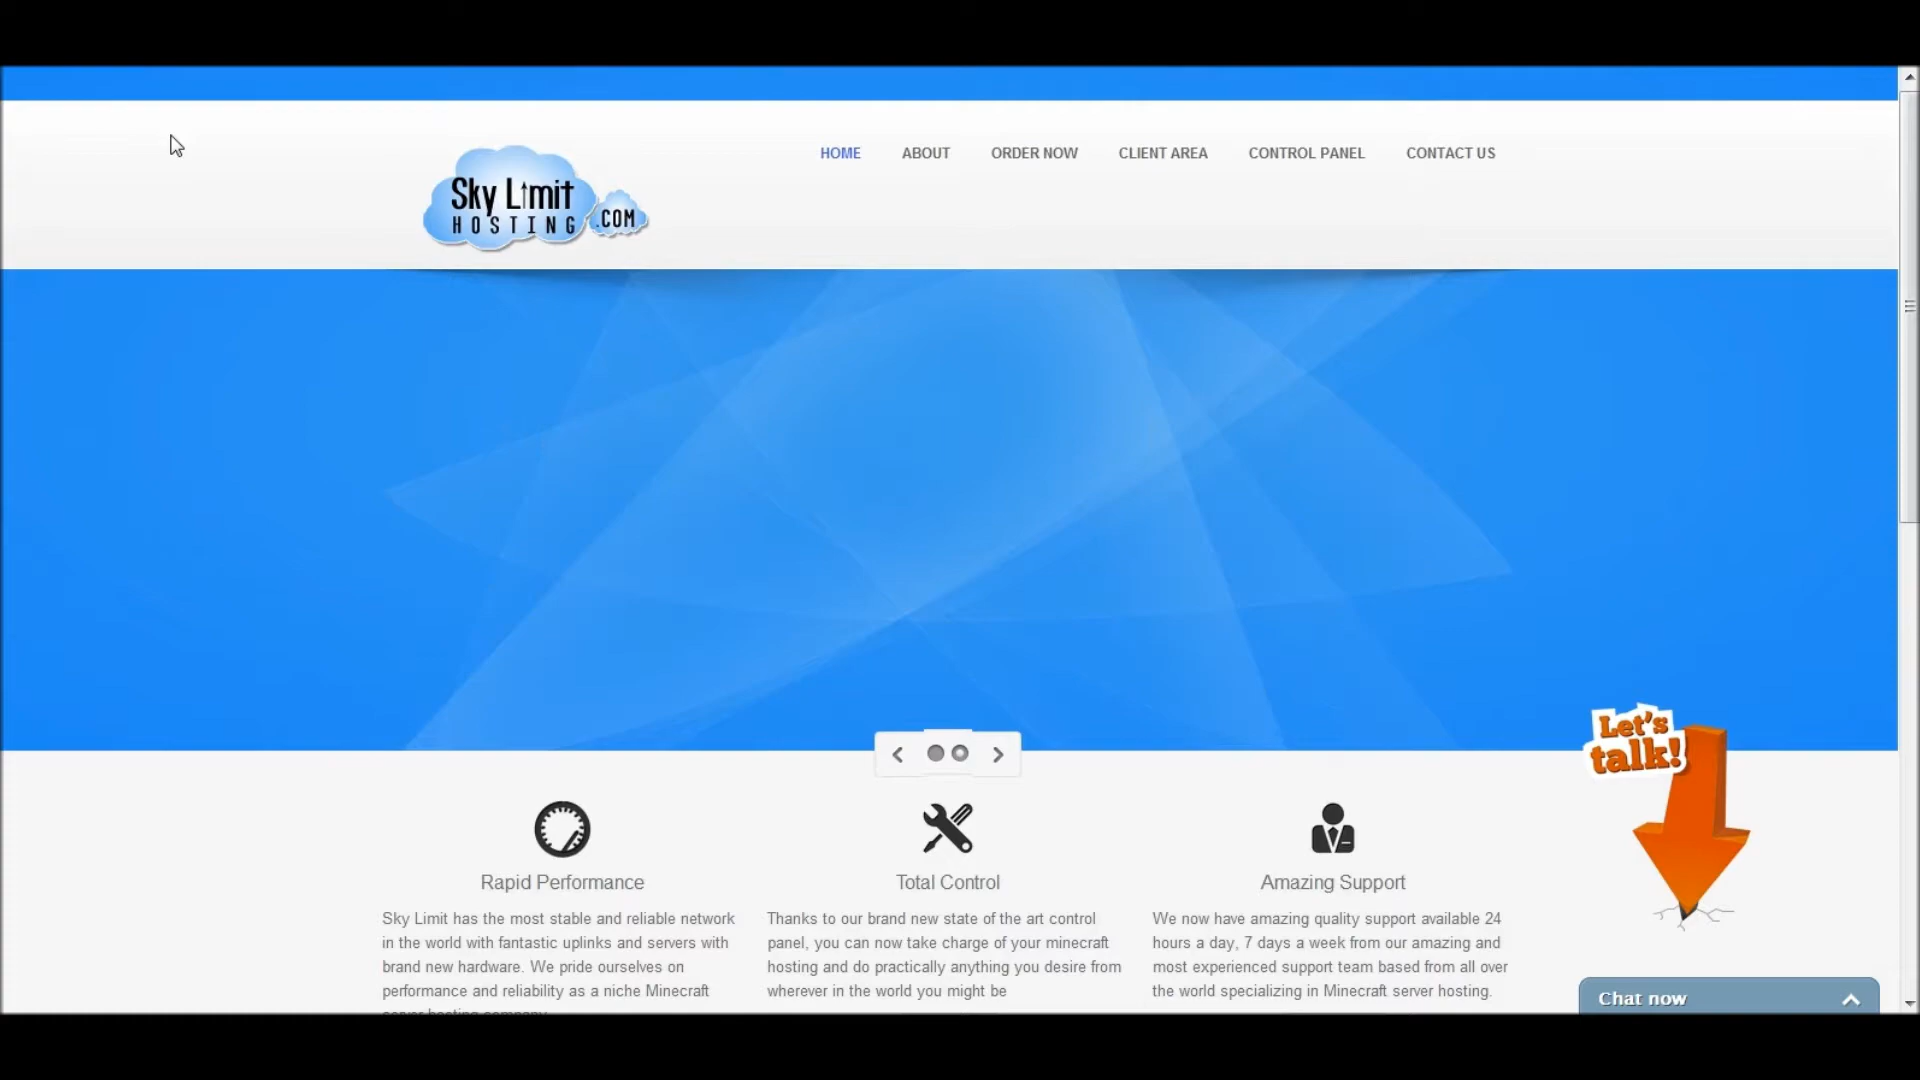 HOME ABOUT ORDER NOW CLIENT AREA CONTROL PANEL CONTACT US
Sky Limit
HOSTING .COM
Let's
talk!
Rapid Performance
Sky Limit has the most stable and reliable network
in the world with fantastic uplinks and servers with
brand new hardware. We pride ourselves on
performance and reliability as a niche Minecraft
server hosting company.
Total Control
Thanks to our brand new state of the art control
panel, you can now take charge of your minecraft
hosting and do practically anything you desire from
wherever in the world you might be
Amazing Support
We now have amazing quality support available 24
hours a day, 7 days a week from our amazing and
most experienced support team based from all over
the world specializing in Minecraft server hosting.
Chat now